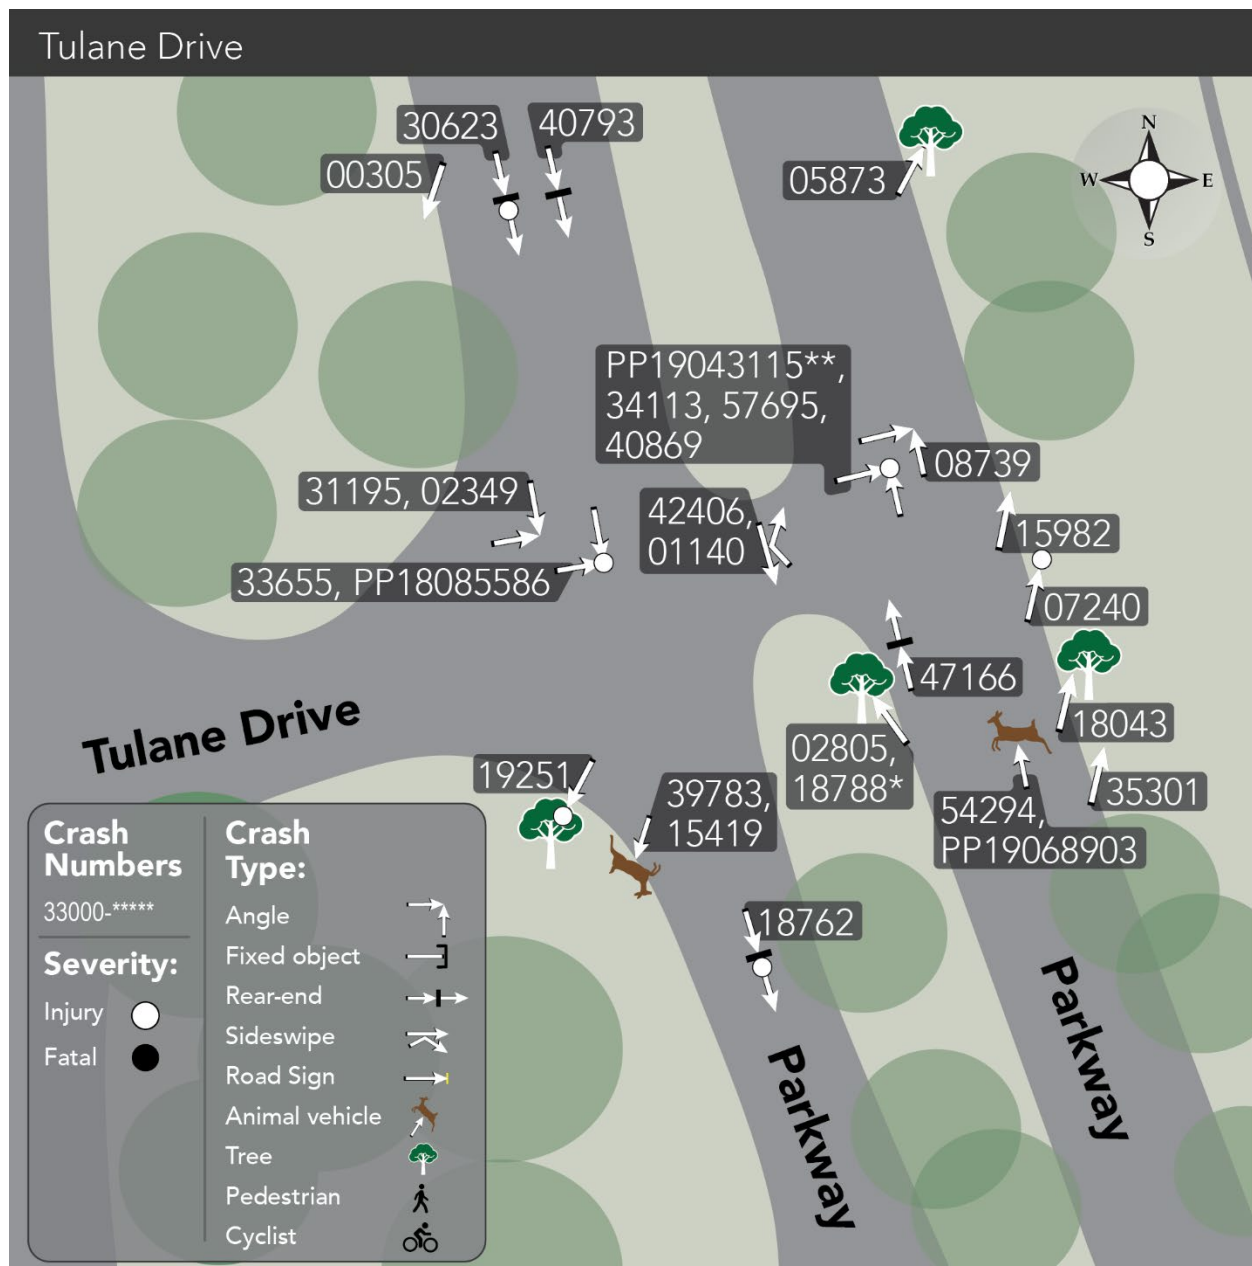 Tulane Drive
30623
40793
00305
05873
N
W
E
S
PP19043115**,
34113, 57695,
40869
08739
31195, 02349
42406,
01140
15982
33655, PP18085586
07240
47166
18043
Tulane Drive
02805,
18788*
19251
39783,
15419
35301
54294,
PP19068903
18762
Parkway
Parkway
Crash
Numbers
33000-*****
Severity:
Injury
Fatal
Crash
Type:
Angle
Fixed object
Rear-end
Sideswipe
Road Sign
Animal vehicle
Tree
Pedestrian
Cyclist